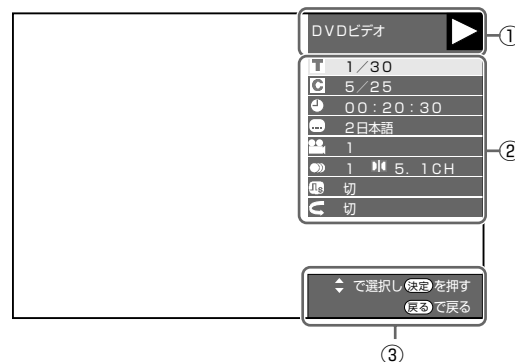 DVDビデオ
①
T 1／30
C 5／25
00：20：30
2日本語
②
1
1 5．1CH
切
切
で選択し 決定 を押す
戻る で戻る
③